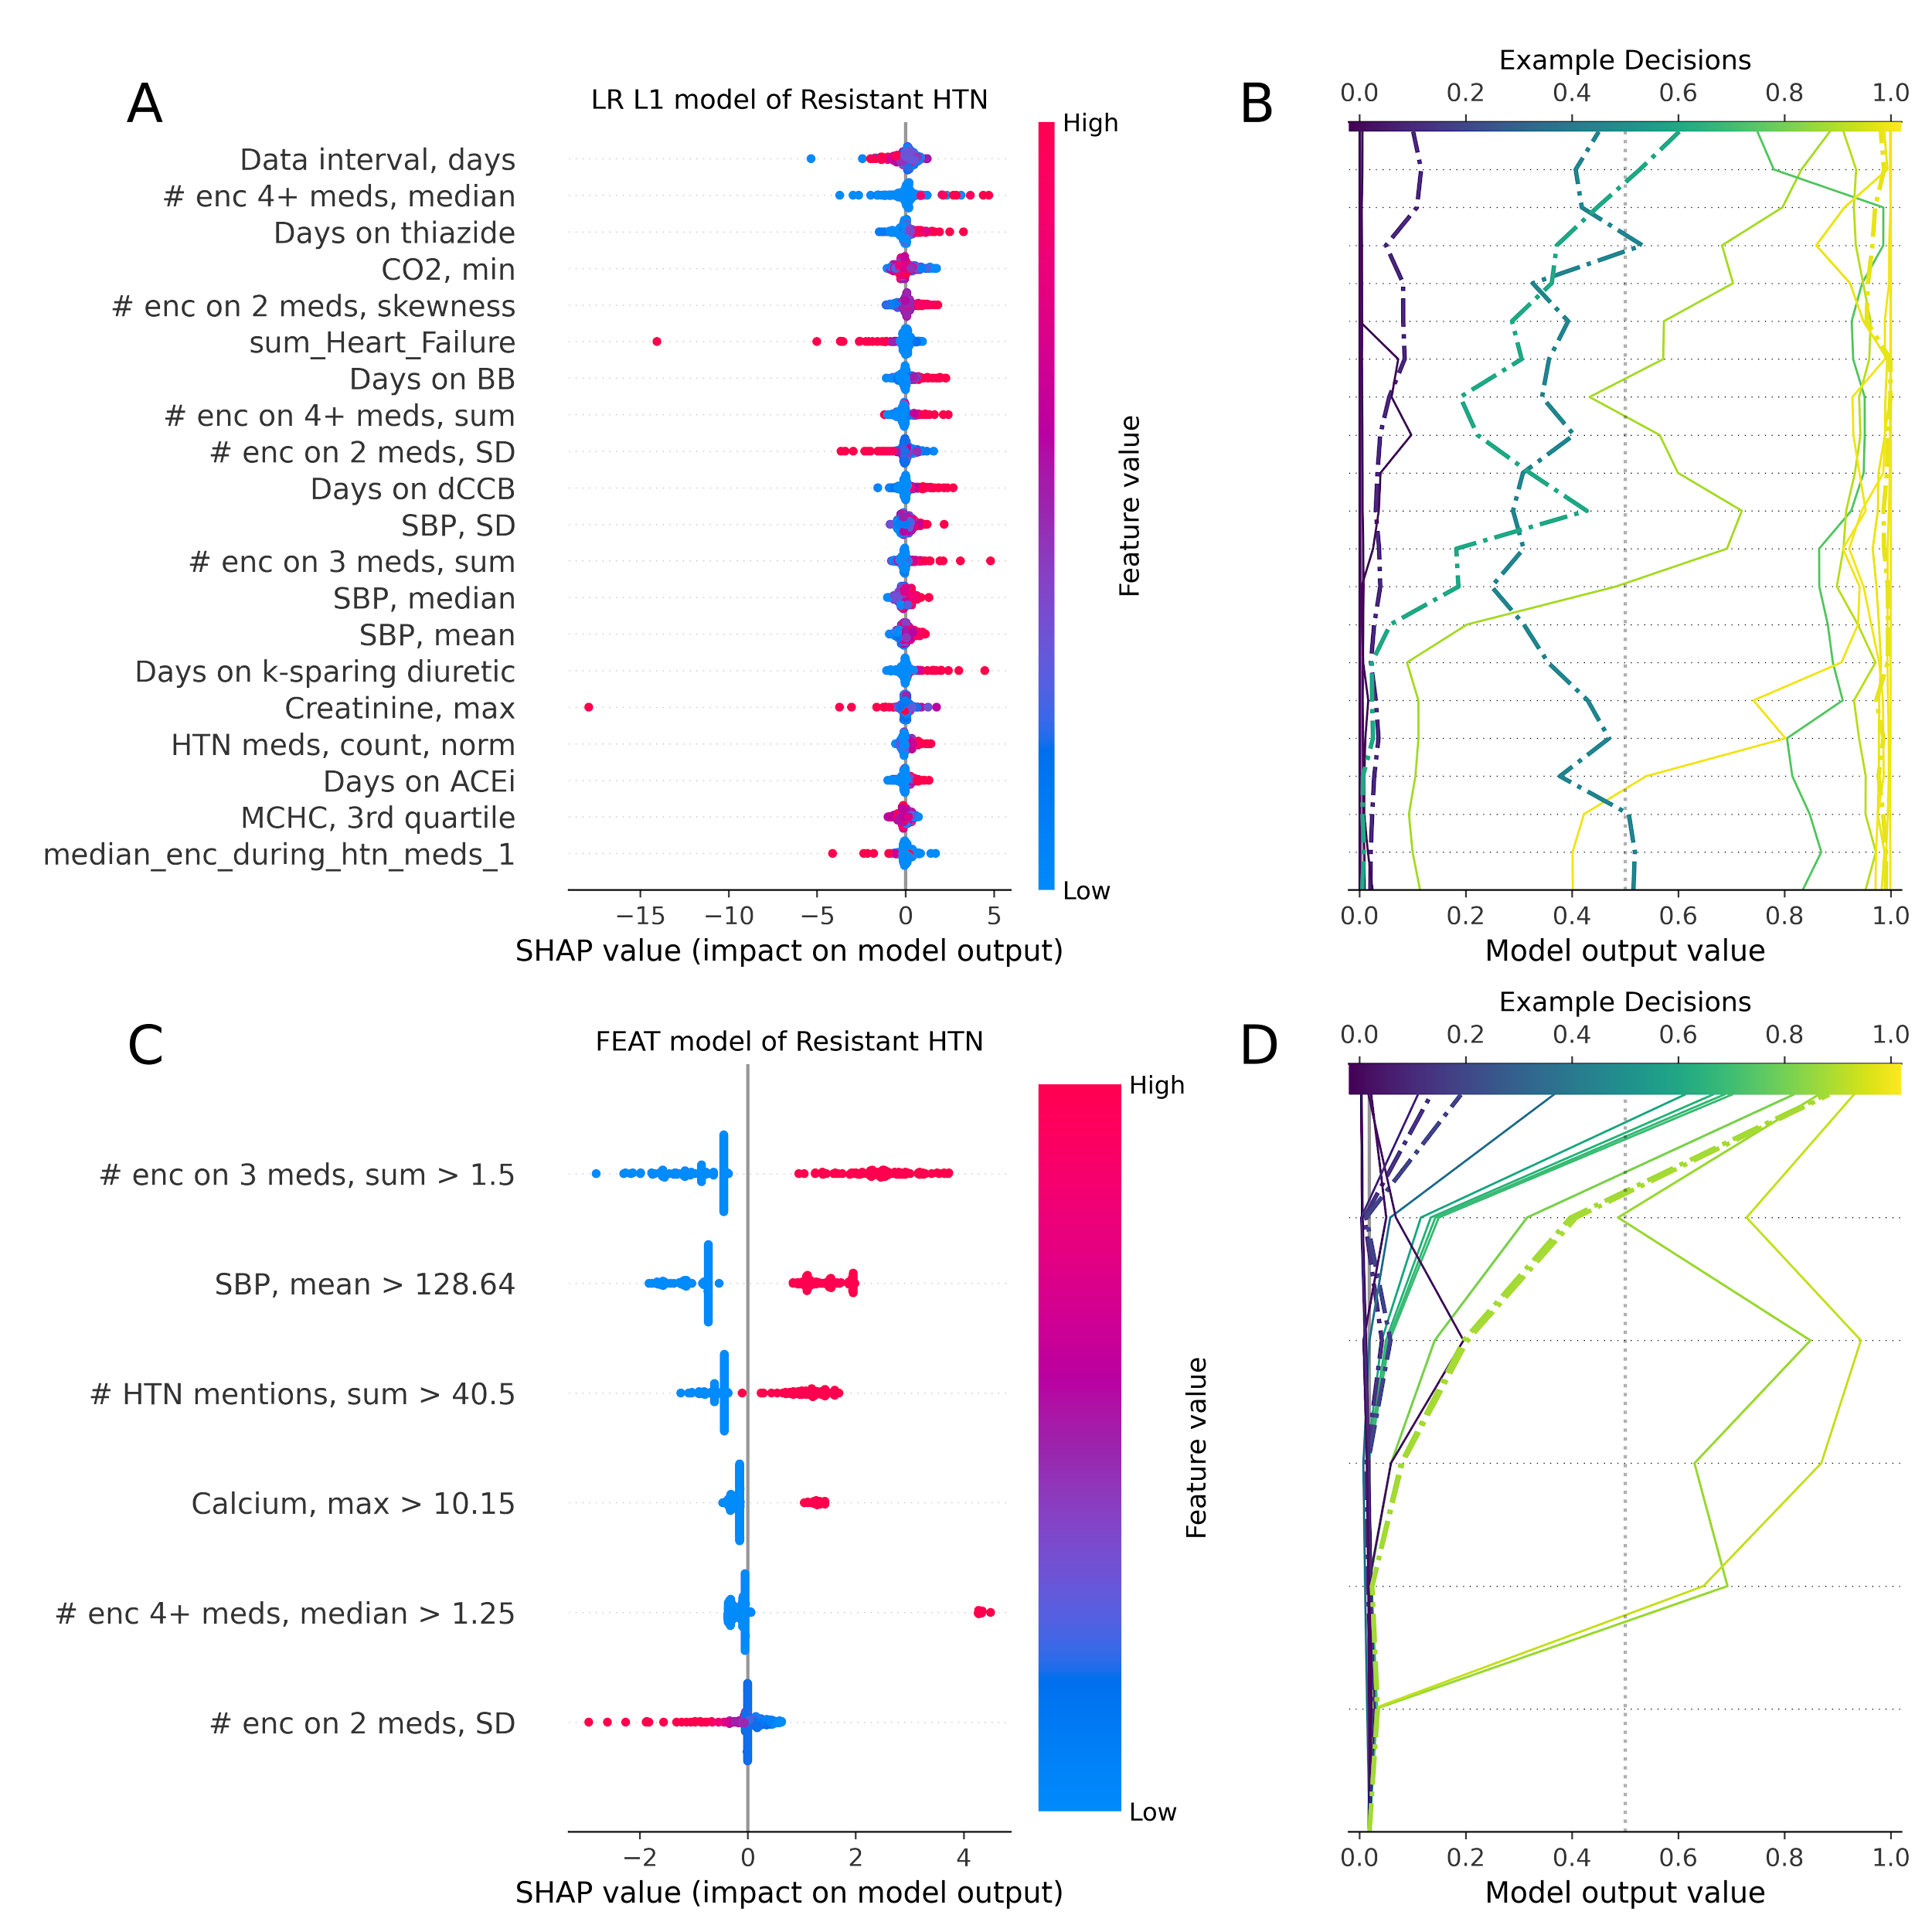 A
LR L1 model of Resistant HTN
Data interval, days
# enc 4+ meds, median
Days on thiazide
CO2, min
# enc on 2 meds, skewness
sum_Heart_Failure
Days on BB
# enc on 4+ meds, sum
# enc on 2 meds, SD
Days on dCCB
SBP, SD
# enc on 3 meds, sum
SBP, median
SBP, mean
Days on k-sparing diuretic
Creatinine, max
HTN meds, count, norm
Days on ACEi
MCHC, 3rd quartile
median_enc_during_htn_meds_1
−15 −10 −5 0 5
SHAP value (impact on model output)
High
Feature value
Low
B
Example Decisions
0.0 0.2 0.4 0.6 0.8 1.0
0.0 0.2 0.4 0.6 0.8 1.0
Model output value
C
FEAT model of Resistant HTN
# enc on 3 meds, sum > 1.5
SBP, mean > 128.64
# HTN mentions, sum > 40.5
Calcium, max > 10.15
# enc 4+ meds, median > 1.25
# enc on 2 meds, SD
−2 0 2 4
SHAP value (impact on model output)
High
Feature value
Low
D
Example Decisions
0.0 0.2 0.4 0.6 0.8 1.0
0.0 0.2 0.4 0.6 0.8 1.0
Model output value